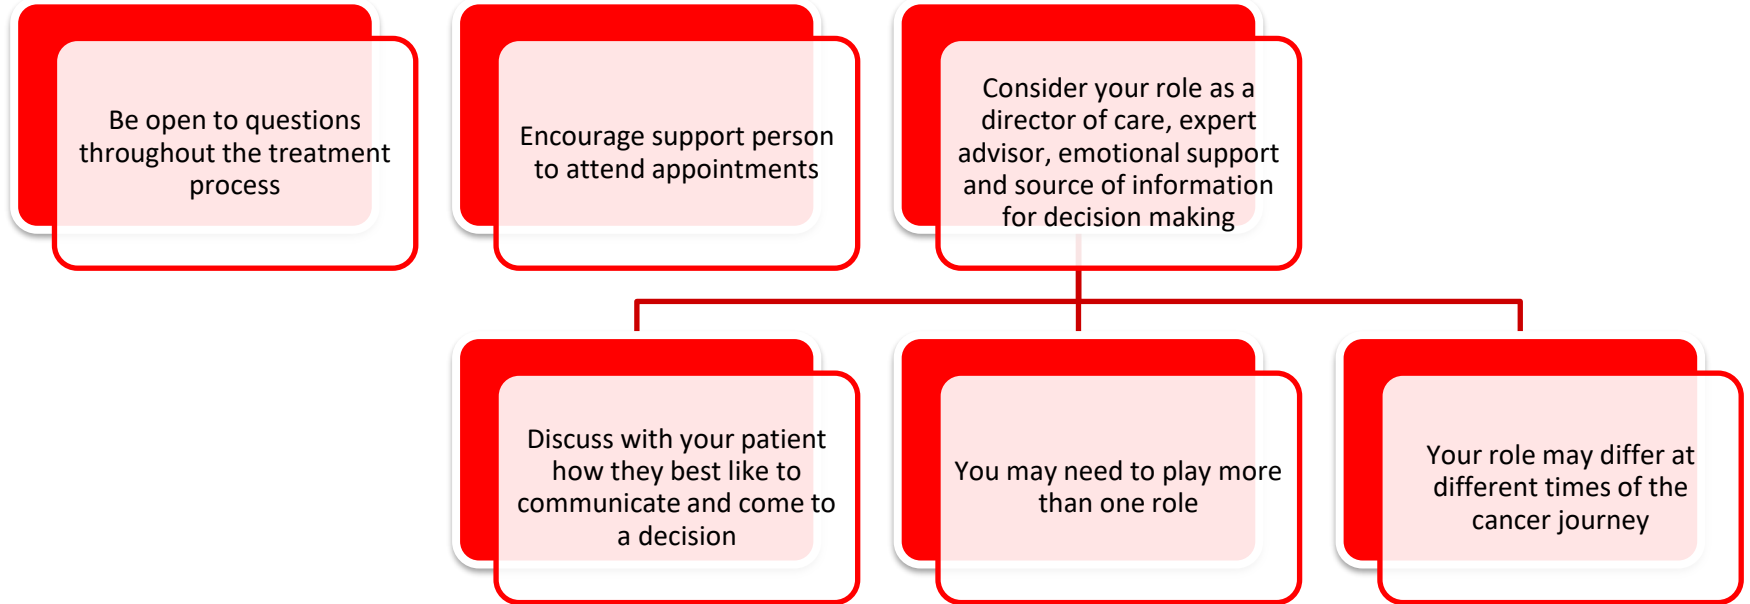 Be open to questions
throughout the treatment
process
Encourage support person
to attend appointments
Consider your role as a
director of care, expert
advisor, emotional support
and source of information
for decision making
Discuss with your patient
how they best like to
communicate and come to
a decision
You may need to play more
than one role
Your role may differ at
different times of the
cancer journey